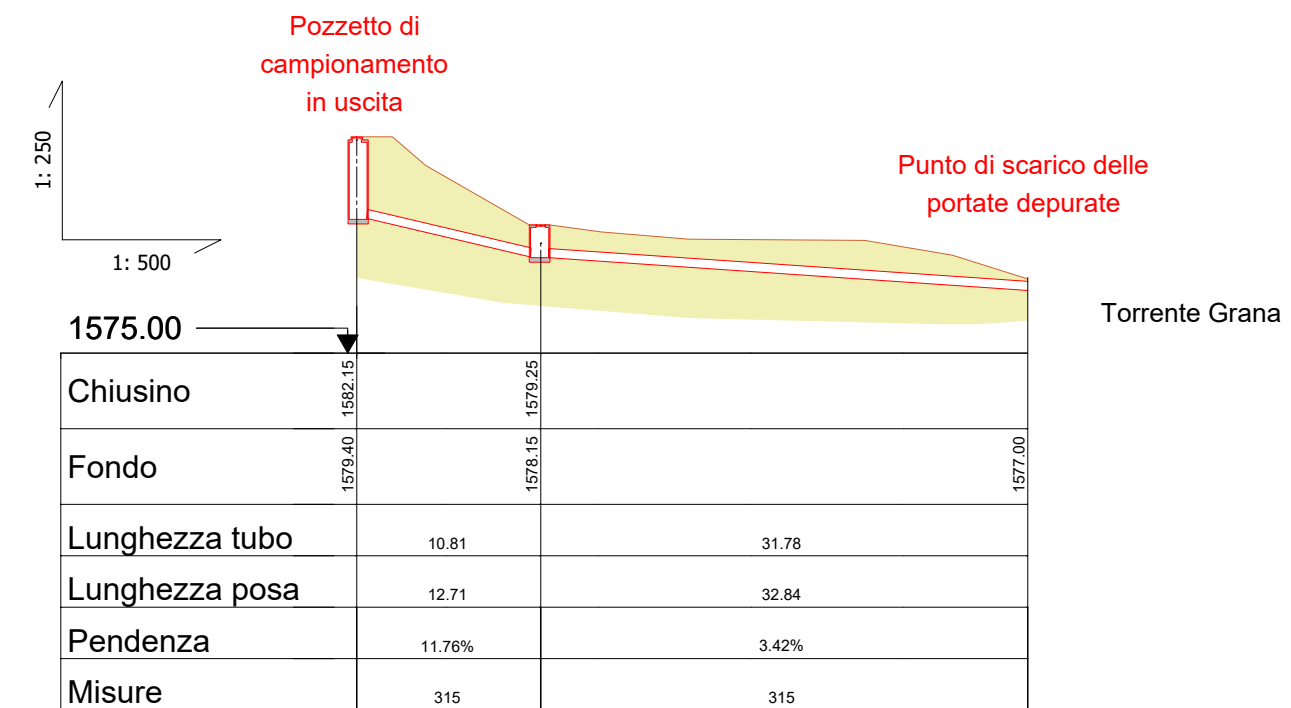 Pozzetto di
campionamento
in uscita
1: 250
1: 500
Punto di scarico delle
portate depurate
Torrente Grana
1575.00
Chiusino 1582.15 1579.25
Fondo 1579.40 1578.15 1577.00
Lunghezza tubo 10.81 31.78
Lunghezza posa 12.71 32.84
Pendenza 11.76% 3.42%
Misure 315 315